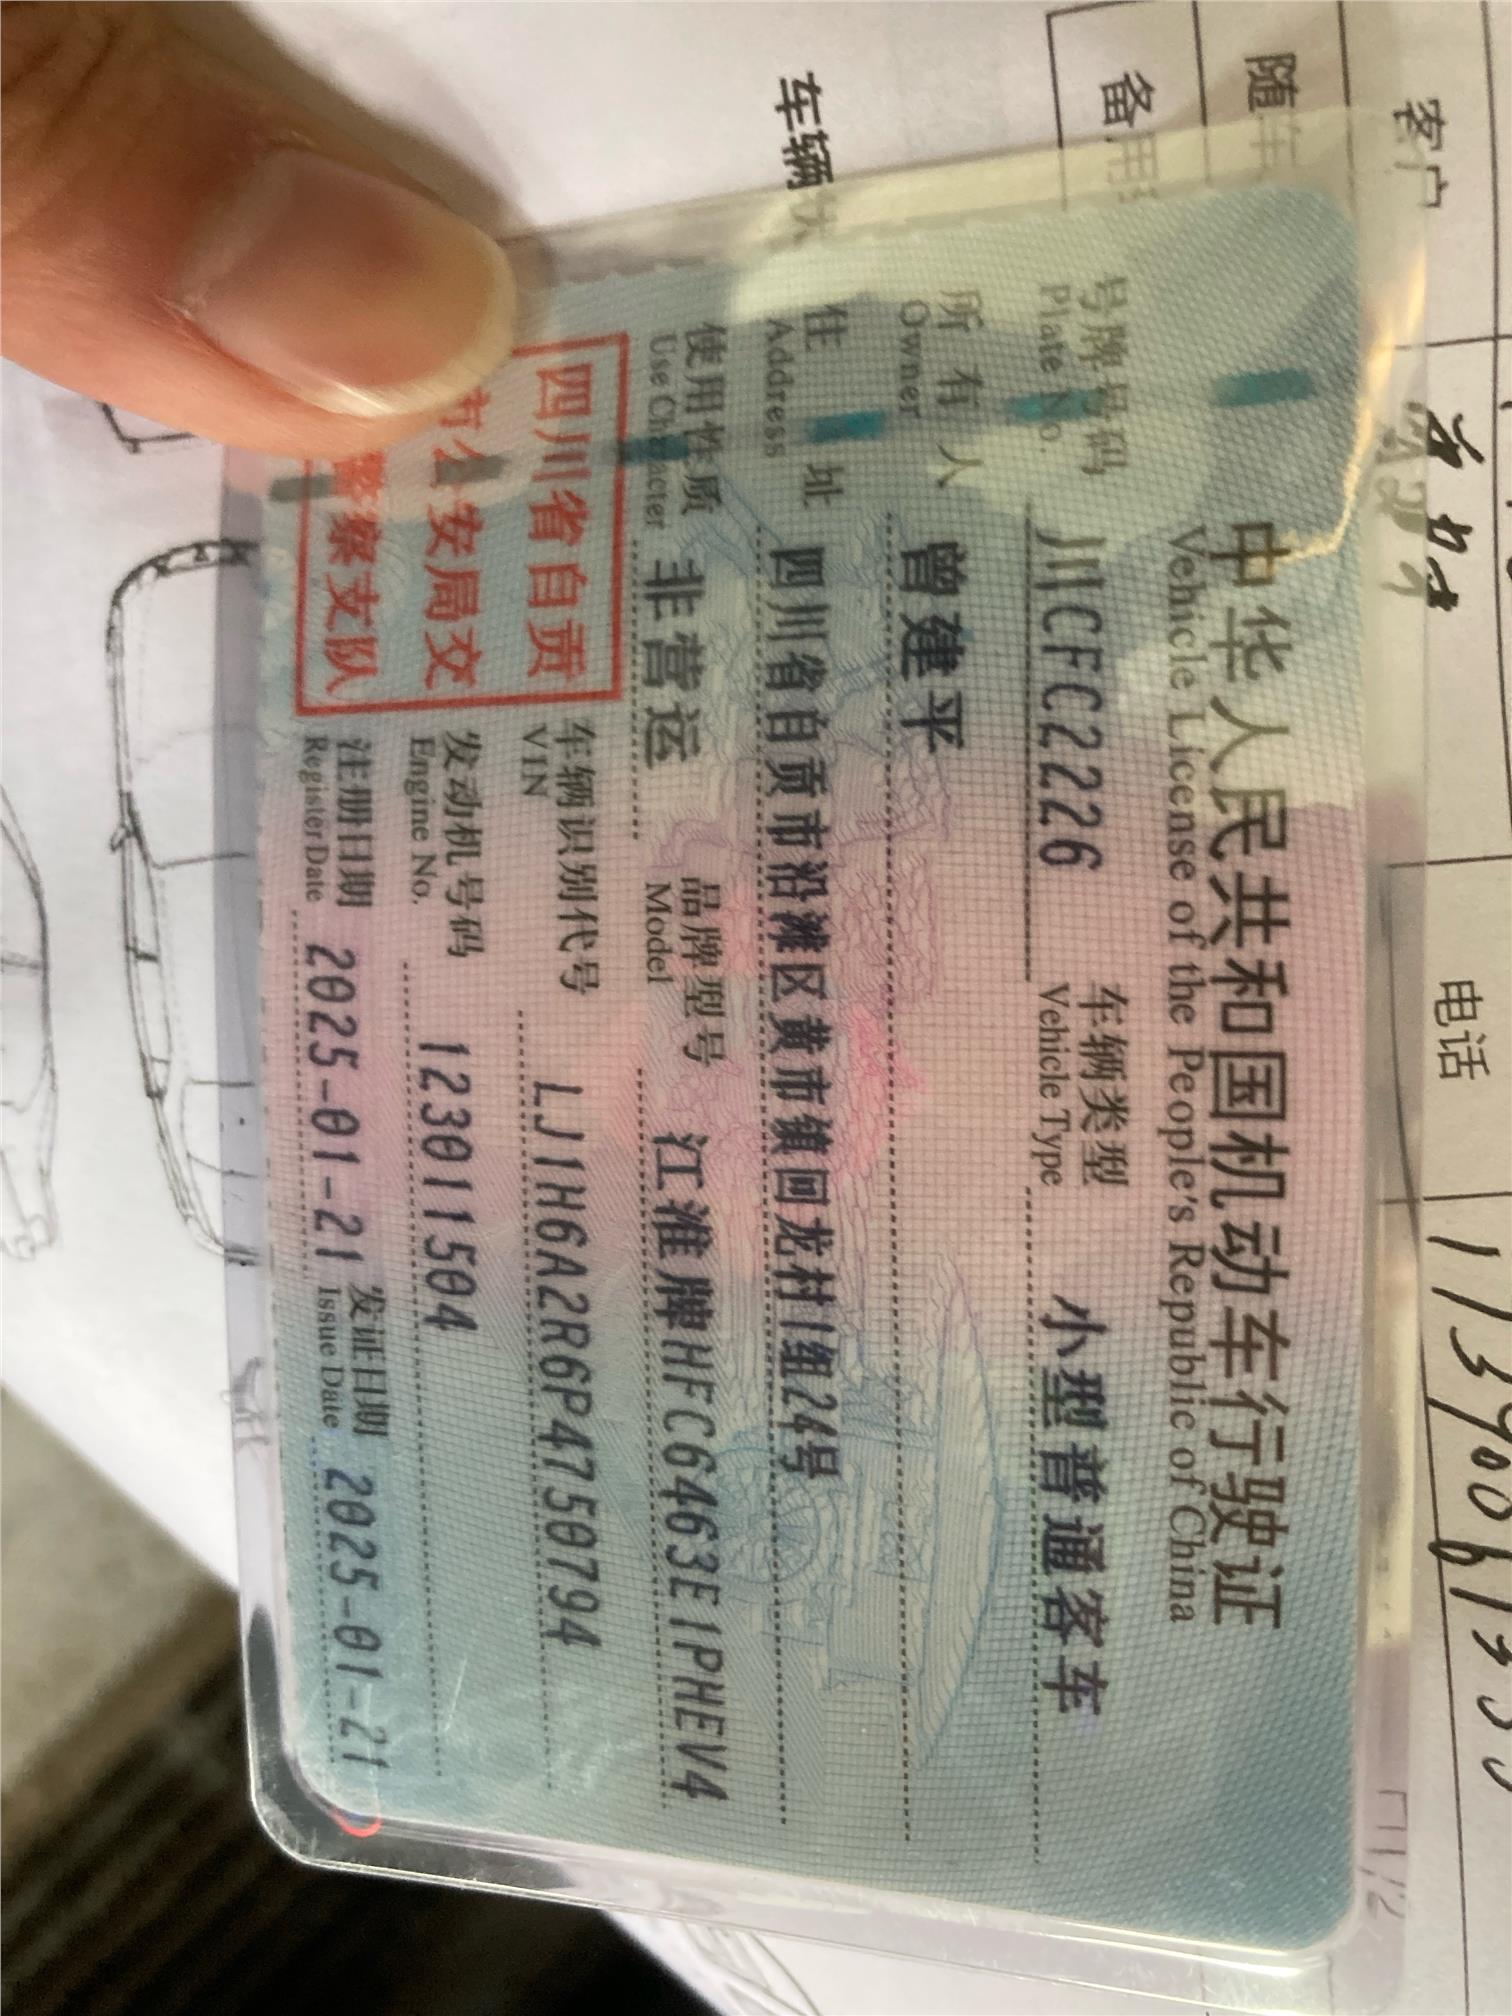 中华人民共和国机动车行驶证
Vehicle License of the People's Republic of China
号牌号码 川CFC2226 车辆类型 小型普通客车
Plate No. Vehicle Type
所有人 曾建平
Owner
住址 四川省自贡市沿滩区黄市镇回龙村1组24号
Address
使用性质 非营运 品牌型号 江淮牌HFC6463E1PHEV4
Use Character Model
车辆识别代号 LJ1H6A2R6P4750794
VIN
发动机号码 123011504
Engine No.
注册日期 2025-01-21 发证日期 2025-01-21
Register Date Issue Date
四川省自贡
市公安局交
警察支队
客户
电话
随车
备用
车辆